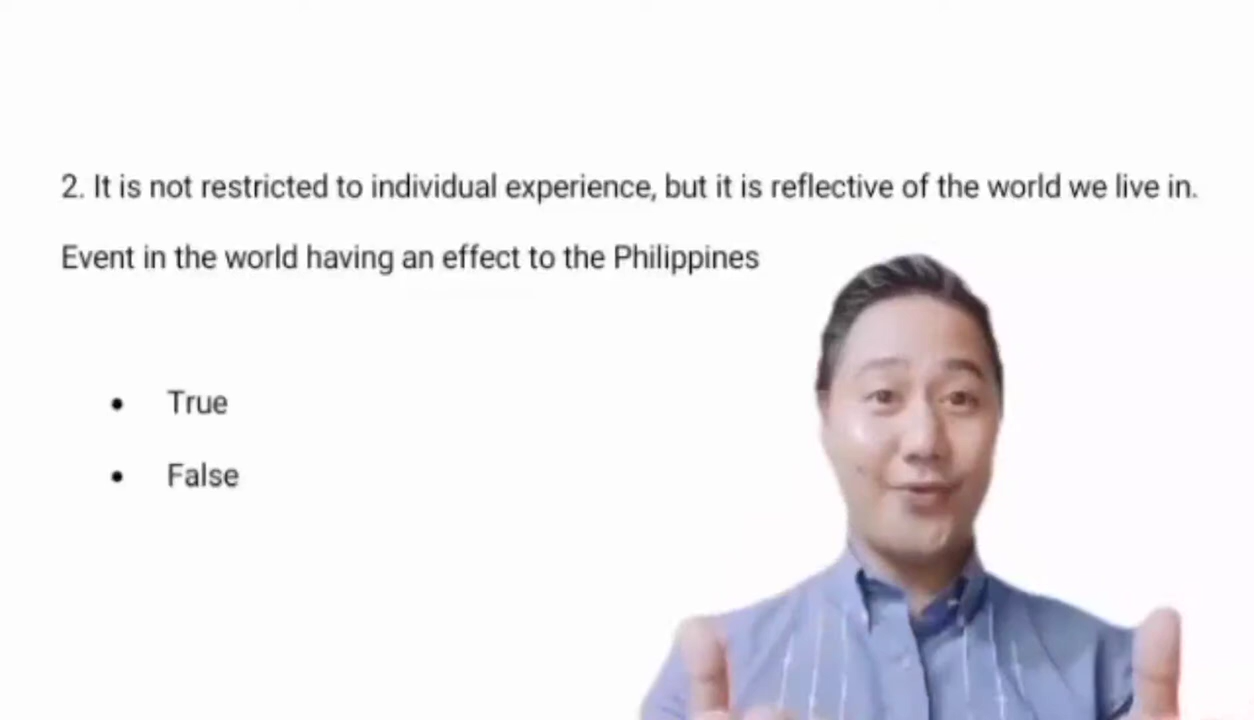 2. It is not restricted to individual experience, but it is reflective of the world we live in.
Event in the world having an effect to the Philippines
• True
• False